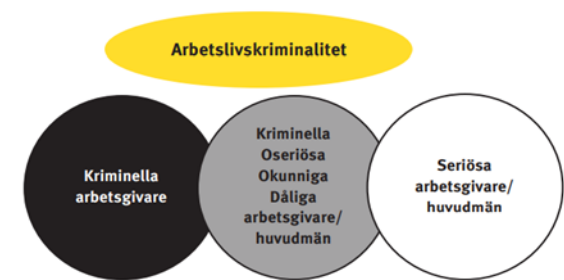 Arbetslivskriminalitet
Kriminella
arbetsgivare
Kriminella
Oseriösa
Okunniga
Dåliga
arbetsgivare/
huvudmän
Seriösa
arbetsgivare/
huvudmän